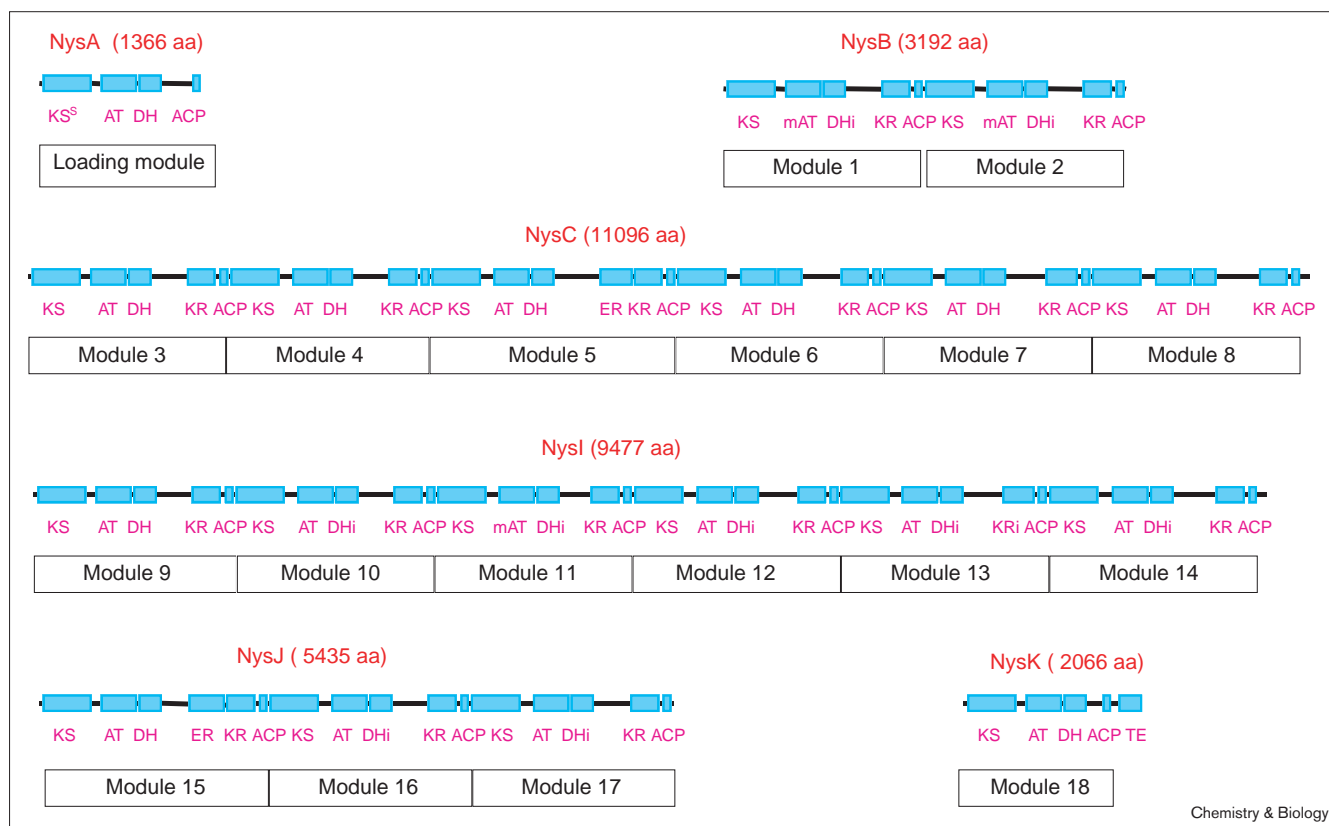 NysA (1366 aa)
NysB (3192 aa)
KSS AT DH ACP
KS mAT DHi KR ACP KS mAT DHi KR ACP
Loading module
Module 1 Module 2
NysC (11096 aa)
KS AT DH KR ACP KS AT DH KR ACP KS AT DH ER KR ACP KS AT DH KR ACP KS AT DH KR ACP KS AT DH KR ACP
Module 3 Module 4 Module 5 Module 6 Module 7 Module 8
NysI (9477 aa)
KS AT DH KR ACP KS AT DHi KR ACP KS mAT DHi KR ACP KS AT DHi KR ACP KS AT DHi KRi ACP KS AT DHi KR ACP
Module 9 Module 10 Module 11 Module 12 Module 13 Module 14
NysJ ( 5435 aa)
NysK ( 2066 aa)
KS AT DH ER KR ACP KS AT DHi KR ACP KS AT DHi KR ACP
KS AT DH ACP TE
Module 15 Module 16 Module 17
Module 18
Chemistry & Biology